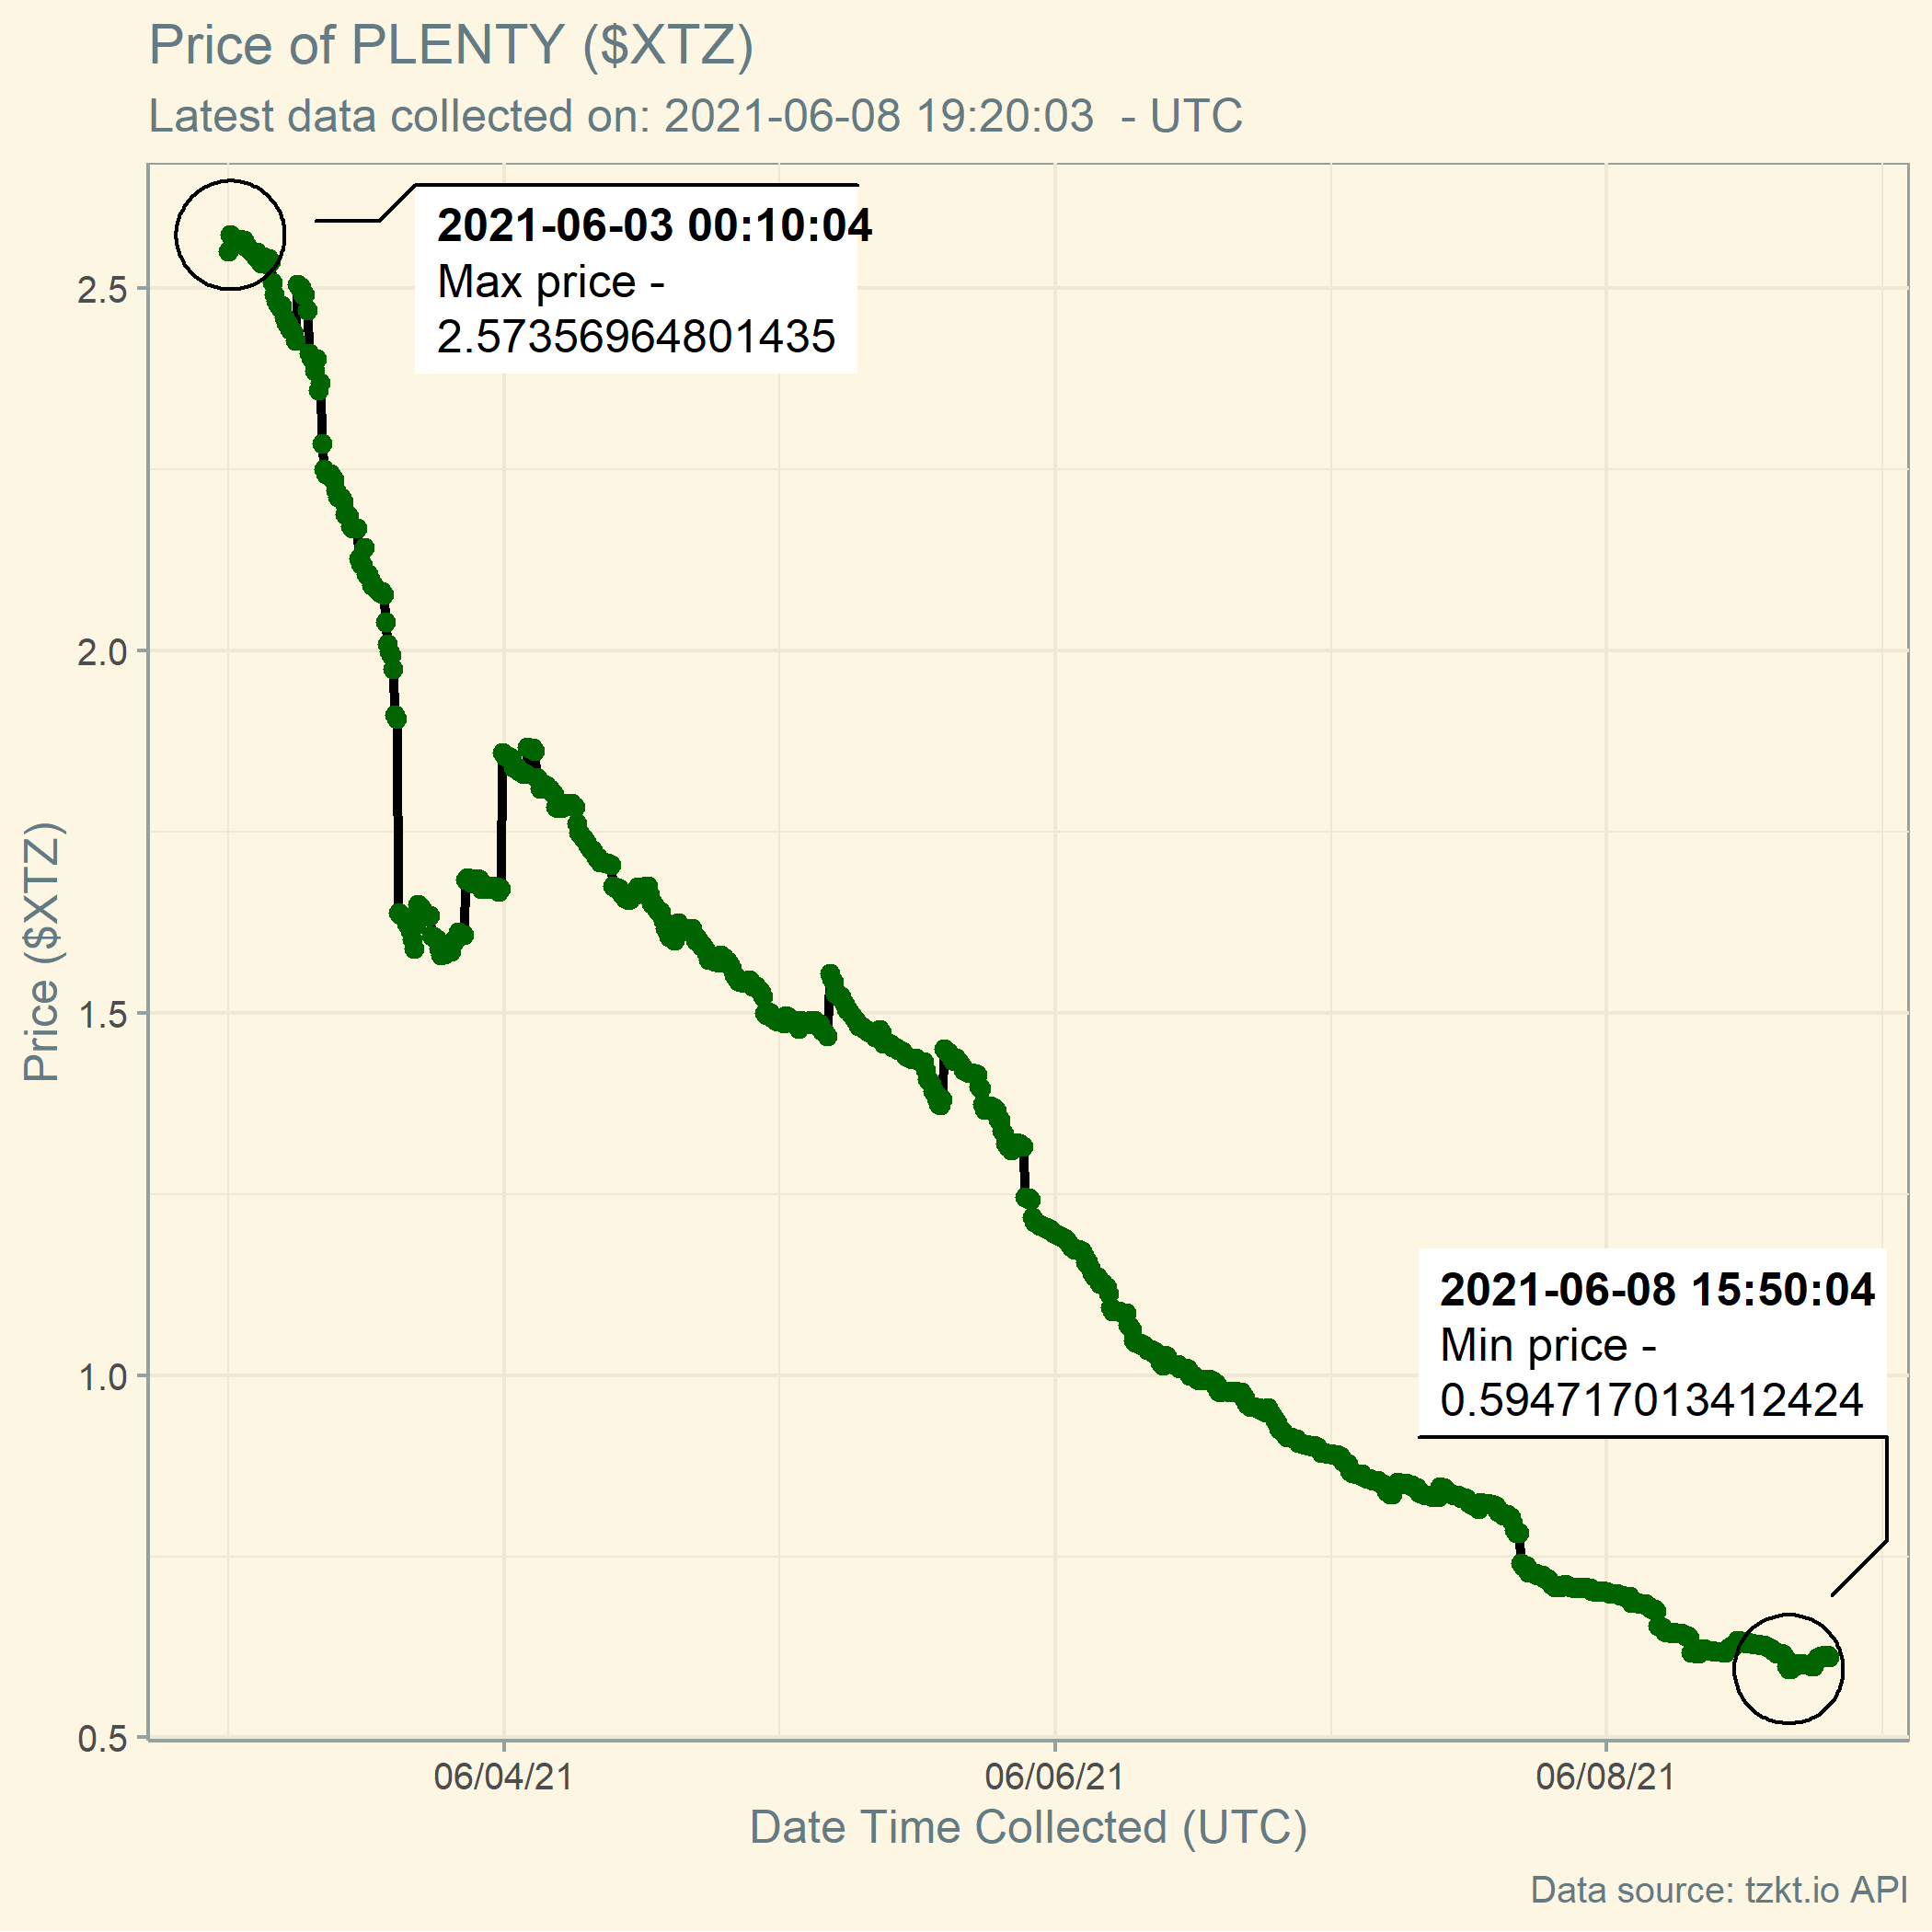 Price of PLENTY ($XTZ)
Latest data collected on: 2021-06-08 19:20:03  - UTC
2021-06-03 00:10:04
Max price -
2.57356964801435
2.5
2.0
1.5
1.0
0.5
Price ($XTZ)
2021-06-08 15:50:04
Min price -
0.594717013412424
06/04/21
06/06/21
06/08/21
Date Time Collected (UTC)
Data source: tzkt.io API